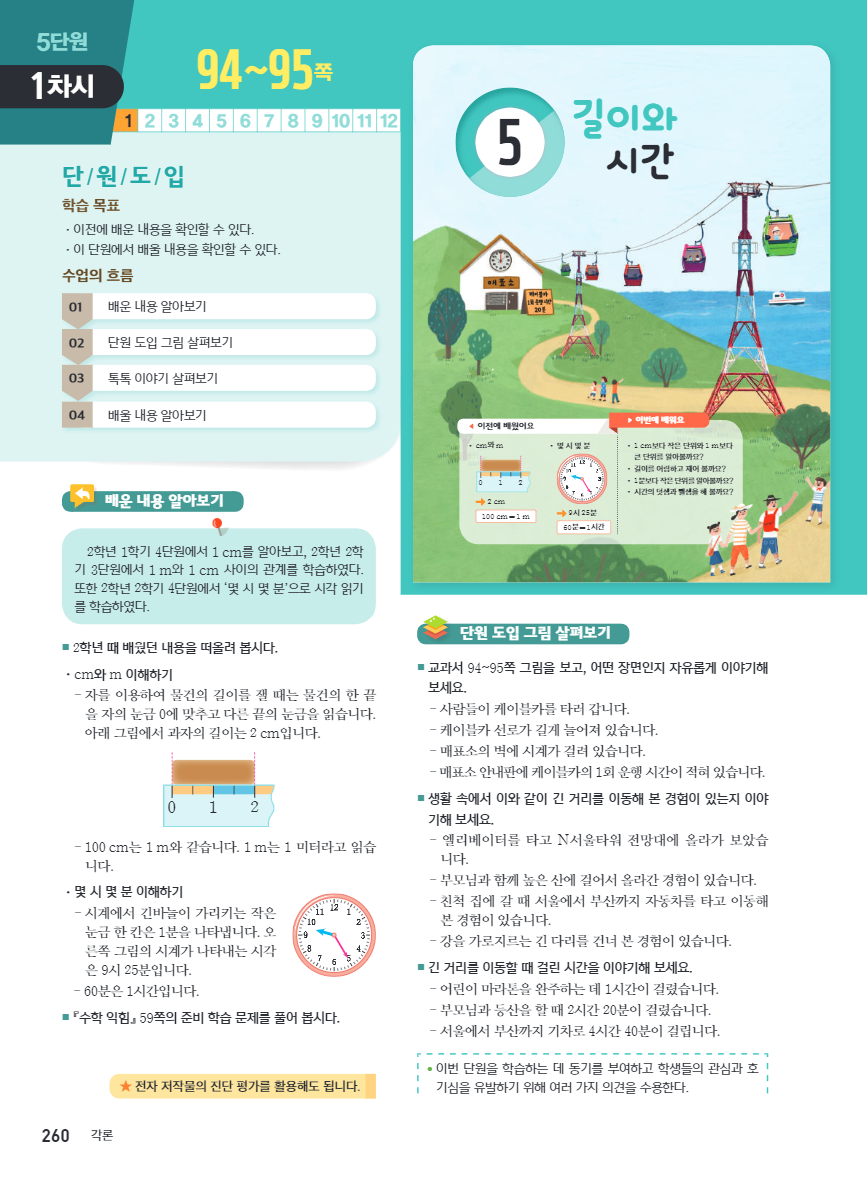 5단원
1차시
94~95쪽
1 2 3 4 5 6 7 8 9 10 11 12
단/원/도/입
학습 목표
· 이전에 배운 내용을 확인할 수 있다.
· 이 단원에서 배울 내용을 확인할 수 있다.
수업의 흐름
01 배운 내용 알아보기
02 단원 도입 그림 살펴보기
03 톡톡 이야기 살펴보기
04 배울 내용 알아보기
배운 내용 알아보기
2학년 1학기 4단원에서 1 cm를 알아보고, 2학년 2학
기 3단원에서 1 m와 1 cm 사이의 관계를 학습하였다.
또한 2학년 2학기 4단원에서 ‘몇 시 몇 분’으로 시각 읽기
를 학습하였다.
■ 2학년 때 배웠던 내용을 떠올려 봅시다.
· cm와 m 이해하기
- 자를 이용하여 물건의 길이를 잴 때는 물건의 한 끝
을 자의 눈금 0에 맞추고 다른 끝의 눈금을 읽습니다.
아래 그림에서 과자의 길이는 2 cm입니다.
0 1 2
- 100 cm는 1 m와 같습니다. 1 m는 1 미터라고 읽습
니다.
· 몇 시 몇 분 이해하기
- 시계에서 긴바늘이 가리키는 작은
눈금 한 칸은 1분을 나타냅니다. 오
른쪽 그림의 시계가 나타내는 시각
은 9시 25분입니다.
- 60분은 1시간입니다.
12 1 2 3 4 5 6 7 8 9 10 11
■ 『수학 익힘』 59쪽의 준비 학습 문제를 풀어 봅시다.
★ 전자 저작물의 진단 평가를 활용해도 됩니다.
260 각론
5
길이와
시간
매표소
케이블카
1회 운행 시간
20분
◀ 이전에 배웠어요
· cm와 m
0 1 2
➔ 2 cm
100 cm=1 m
· 몇 시 몇 분
12 1 2 3 4 5 6 7 8 9 10 11
➔ 9시 25분
60분=1시간
▶ 이번에 배워요
· 1 cm보다 작은 단위와 1 m보다
큰 단위를 알아볼까요?
· 길이를 어림하고 재어 볼까요?
· 1분보다 작은 단위를 알아볼까요?
· 시간의 덧셈과 뺄셈을 해 볼까요?
단원 도입 그림 살펴보기
■ 교과서 94~95쪽 그림을 보고, 어떤 장면인지 자유롭게 이야기해
보세요.
- 사람들이 케이블카를 타러 갑니다.
- 케이블카 선로가 길게 늘어져 있습니다.
- 매표소의 벽에 시계가 걸려 있습니다.
- 매표소 안내판에 케이블카의 1회 운행 시간이 적혀 있습니다.
■ 생활 속에서 이와 같이 긴 거리를 이동해 본 경험이 있는지 이야
기해 보세요.
- 엘리베이터를 타고 N서울타워 전망대에 올라가 보았습
니다.
- 부모님과 함께 높은 산에 걸어서 올라간 경험이 있습니다.
- 친척 집에 갈 때 서울에서 부산까지 자동차를 타고 이동해
본 경험이 있습니다.
- 강을 가로지르는 긴 다리를 건너 본 경험이 있습니다.
■ 긴 거리를 이동할 때 걸린 시간을 이야기해 보세요.
- 어린이 마라톤을 완주하는 데 1시간이 걸렸습니다.
- 부모님과 등산을 할 때 2시간 20분이 걸렸습니다.
- 서울에서 부산까지 기차로 4시간 40분이 걸립니다.
• 이번 단원을 학습하는 데 동기를 부여하고 학생들의 관심과 호
기심을 유발하기 위해 여러 가지 의견을 수용한다.